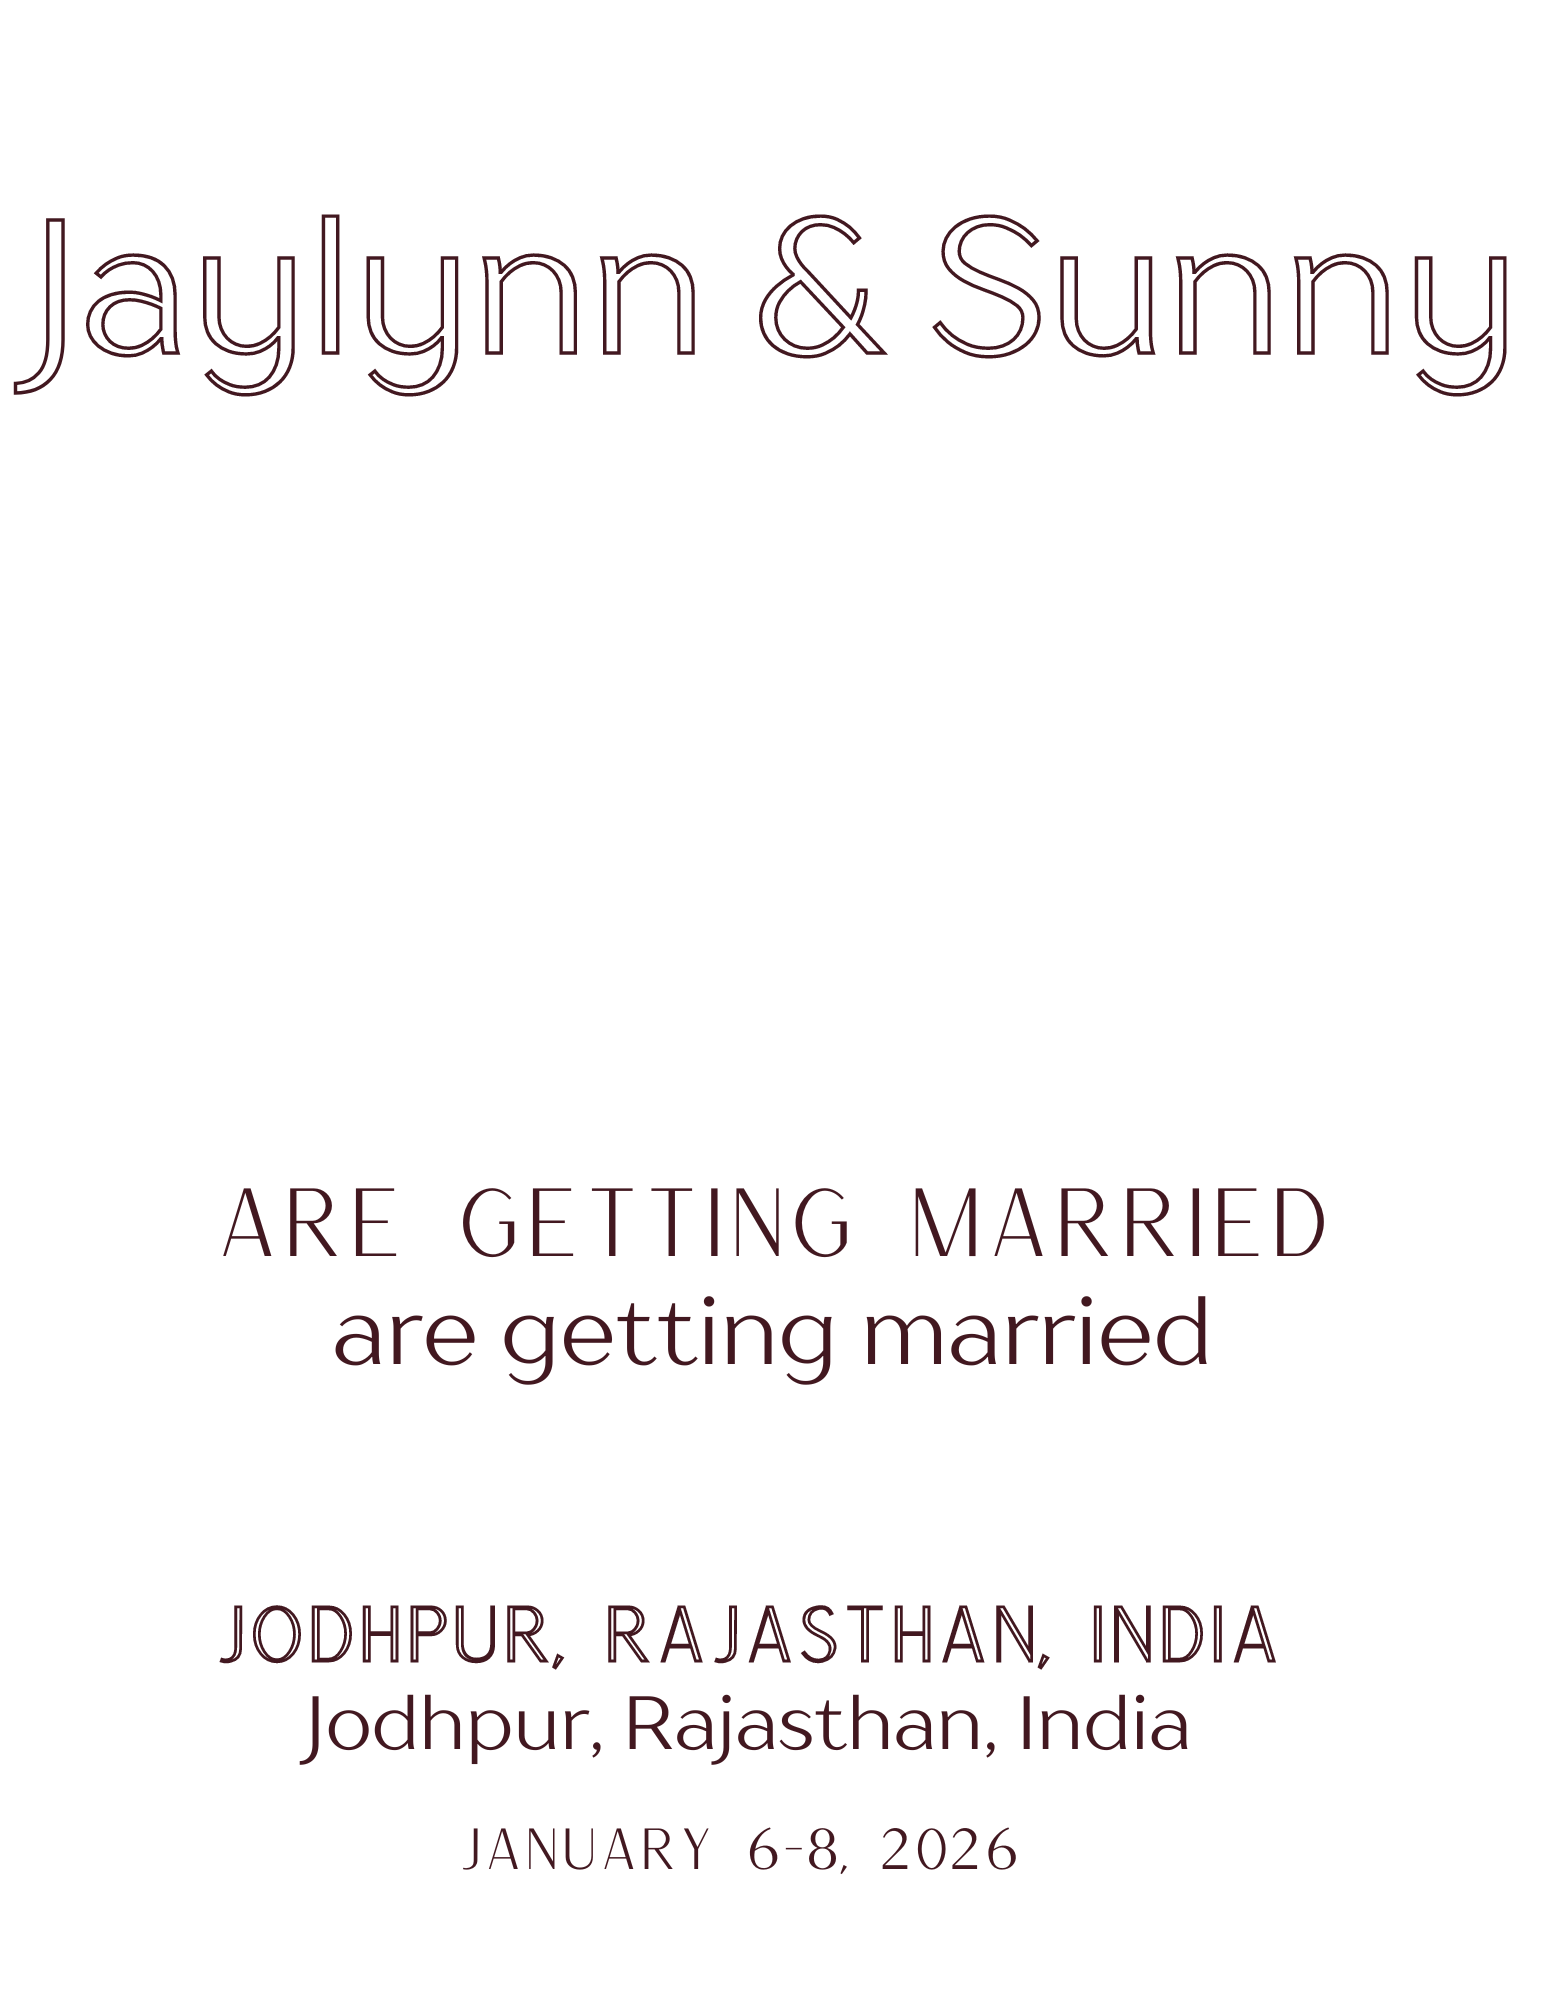 Jaylynn & Sunny
ARE GETTING MARRIED
are getting married
JODHPUR, RAJASTHAN, INDIA
Jodhpur, Rajasthan, India
JANUARY 6-8, 2026